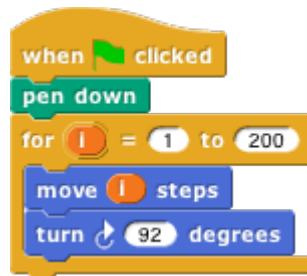 when clicked
pen down
for i = 1 to 200
move i steps
turn 92 degrees